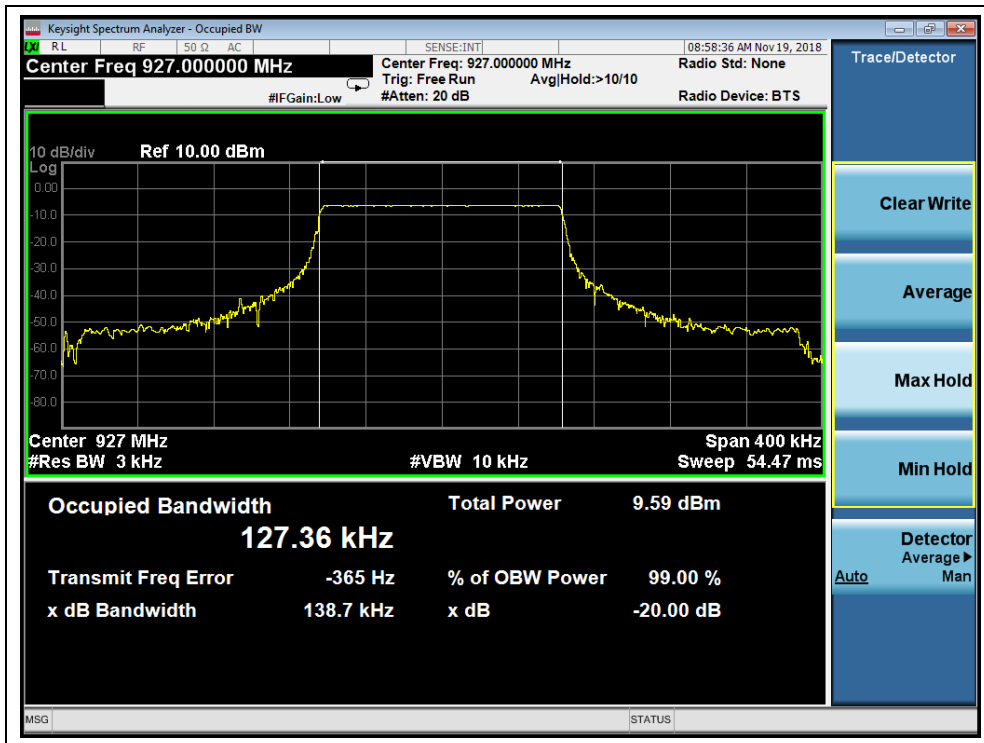 Keysight Spectrum Analyzer - Occupied BW
LXI RL RF 50 Ω AC SENSE:INT 08:58:36 AM Nov 19, 2018
Center Freq 927.000000 MHz
Center Freq: 927.000000 MHz
Radio Std: None
Trig: Free Run Avg|Hold:>10/10
#IFGain:Low
#Atten: 20 dB
Radio Device: BTS
10 dB/div Ref 10.00 dBm
Log
0.00
-10.0
-20.0
-30.0
-40.0
-50.0
-60.0
-70.0
-80.0
Center 927 MHz
Span 400 kHz
#Res BW 3 kHz
#VBW 10 kHz
Sweep 54.47 ms
Occupied Bandwidth
Total Power 9.59 dBm
127.36 kHz
Transmit Freq Error -365 Hz
% of OBW Power 99.00 %
x dB Bandwidth 138.7 kHz
x dB -20.00 dB
MSG
STATUS
Trace/Detector
Clear Write
Average
Max Hold
Min Hold
Detector
Average▶
Auto Man